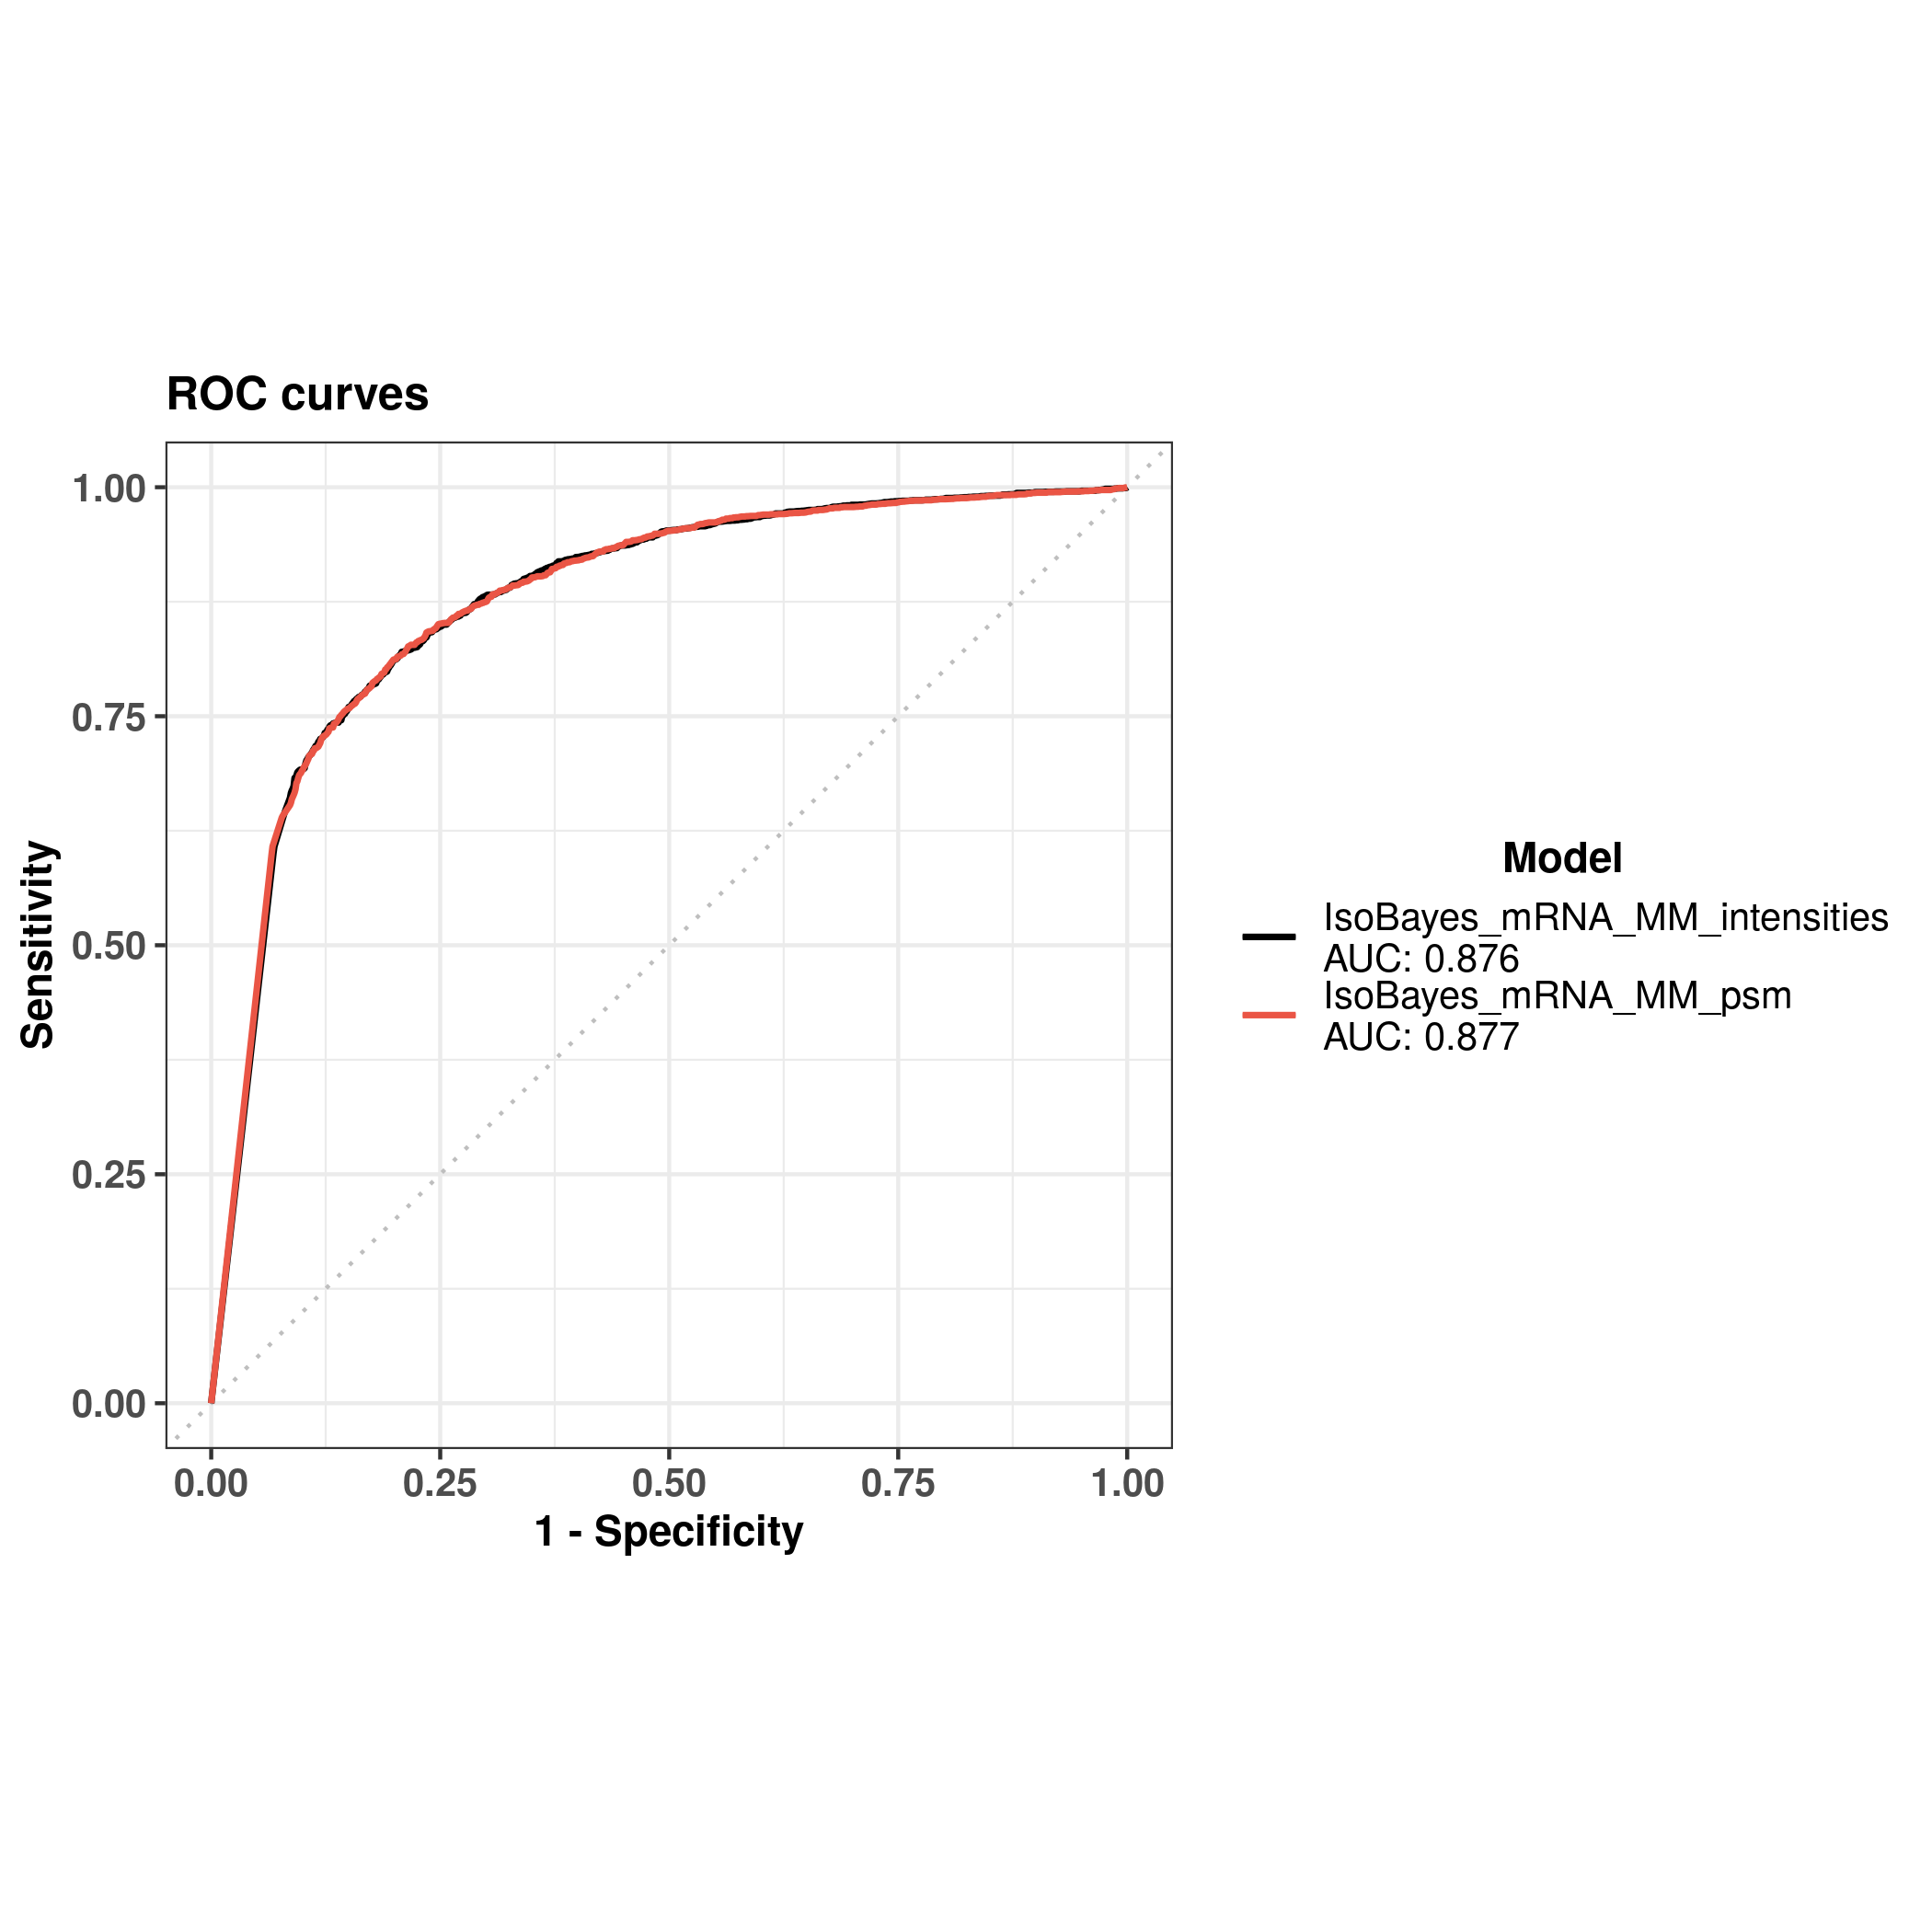 ROC curves
1.00
0.75
0.50
0.25
0.00
Sensitivity
0.00
0.25
0.50
0.75
1.00
1 - Specificity
Model
IsoBayes_mRNA_MM_intensities
AUC: 0.876
IsoBayes_mRNA_MM_psm
AUC: 0.877